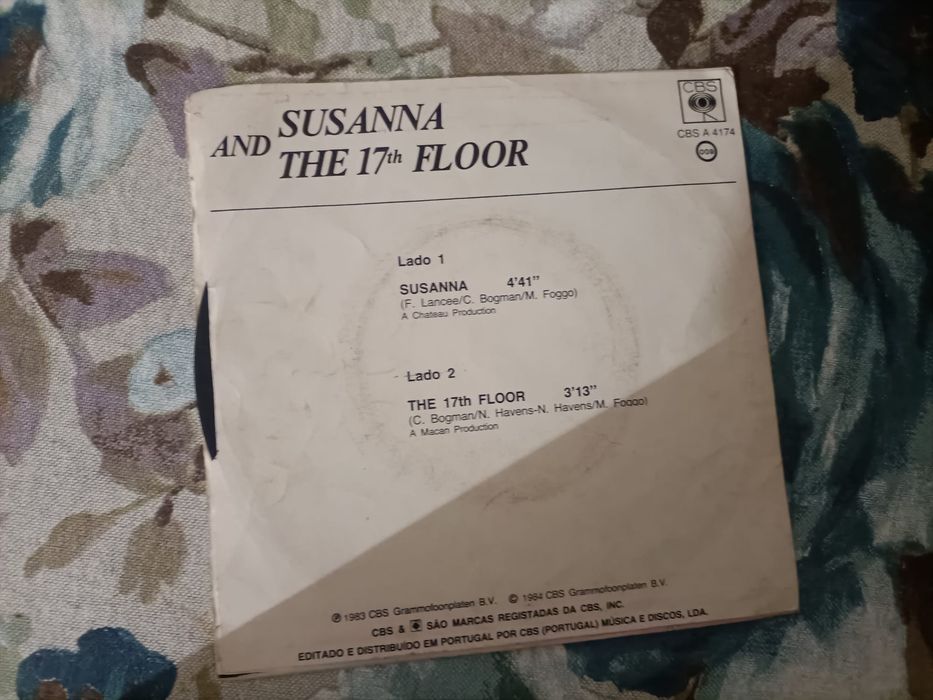 SUSANNA
AND THE 17th FLOOR
CBS
CBS A 4174
Lado 1
SUSANNA 4'41"
(F. Lancee/C. Bogman/M. Foggo)
A Chateau Production
Lado 2
THE 17th FLOOR 3'13"
(C. Bogman/N. Havens-N. Havens/M. Foggo)
A Macan Production
℗ 1983 CBS Grammofoonplaten B.V. © 1984 CBS Grammofoonplaten B.V.
CBS & SÃO MARCAS REGISTADAS DA CBS, INC.
EDITADO E DISTRIBUÍDO EM PORTUGAL POR CBS (PORTUGAL) MÚSICA E DISCOS, LDA.